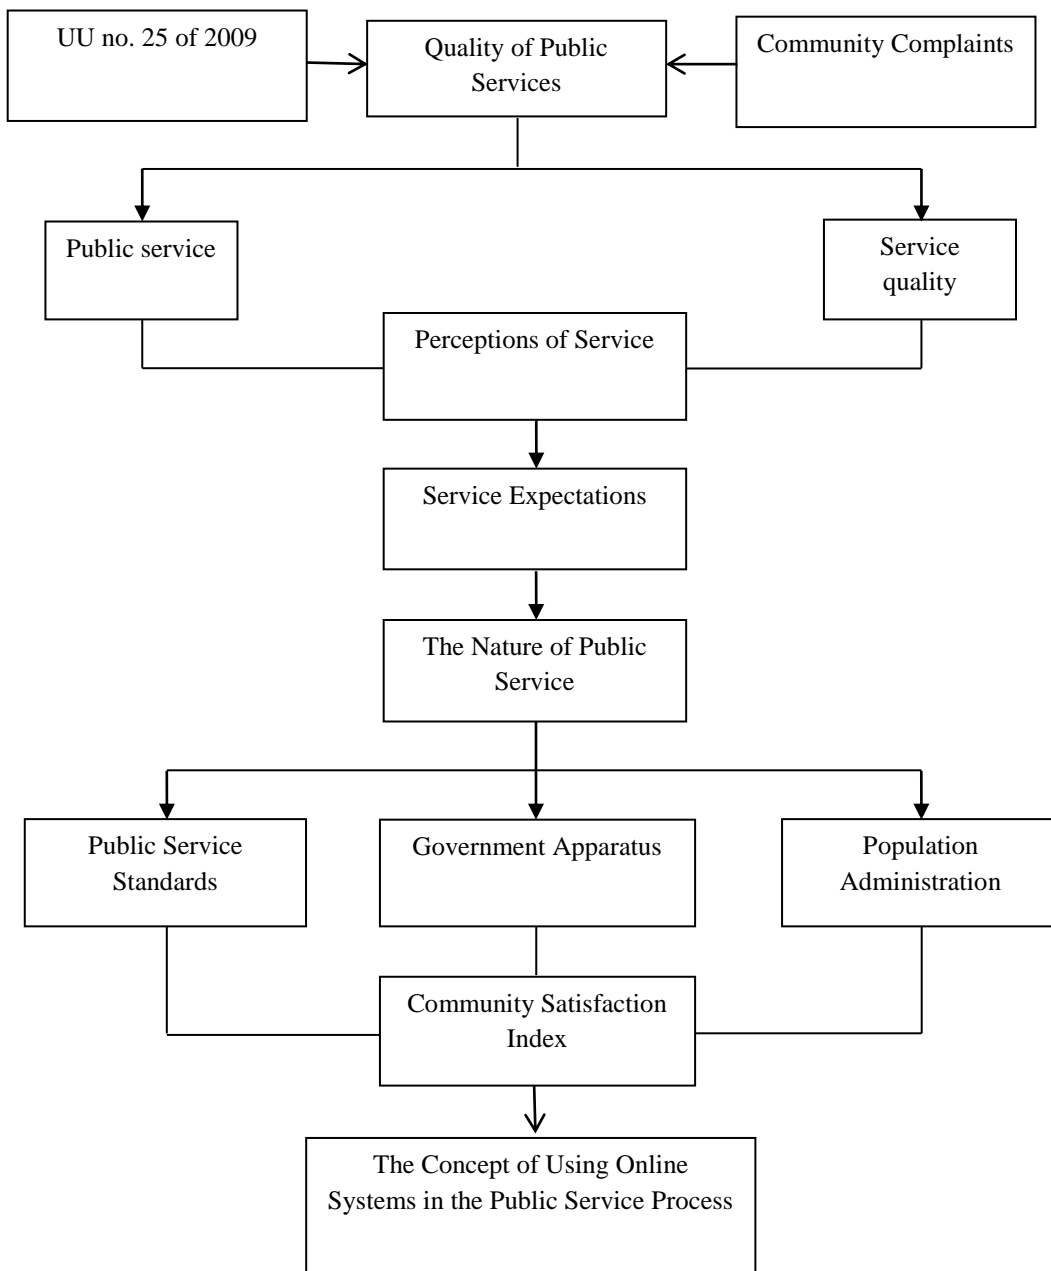 UU no. 25 of 2009
Quality of Public
Services
Community Complaints
Public service
Service
quality
Perceptions of Service
Service Expectations
The Nature of Public
Service
Public Service
Standards
Government Apparatus
Population
Administration
Community Satisfaction
Index
The Concept of Using Online
Systems in the Public Service Process